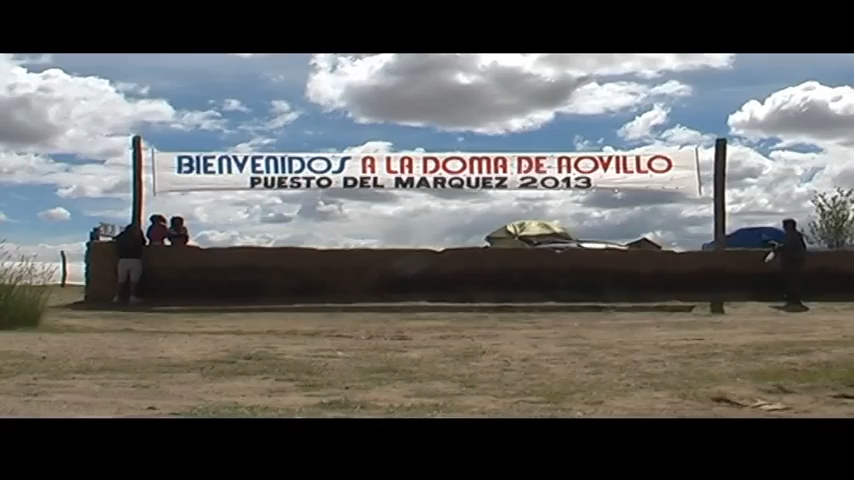 BIENVENIDOS A LA DOMA DE NOVILLO
PUESTO DEL MARQUEZ 2013